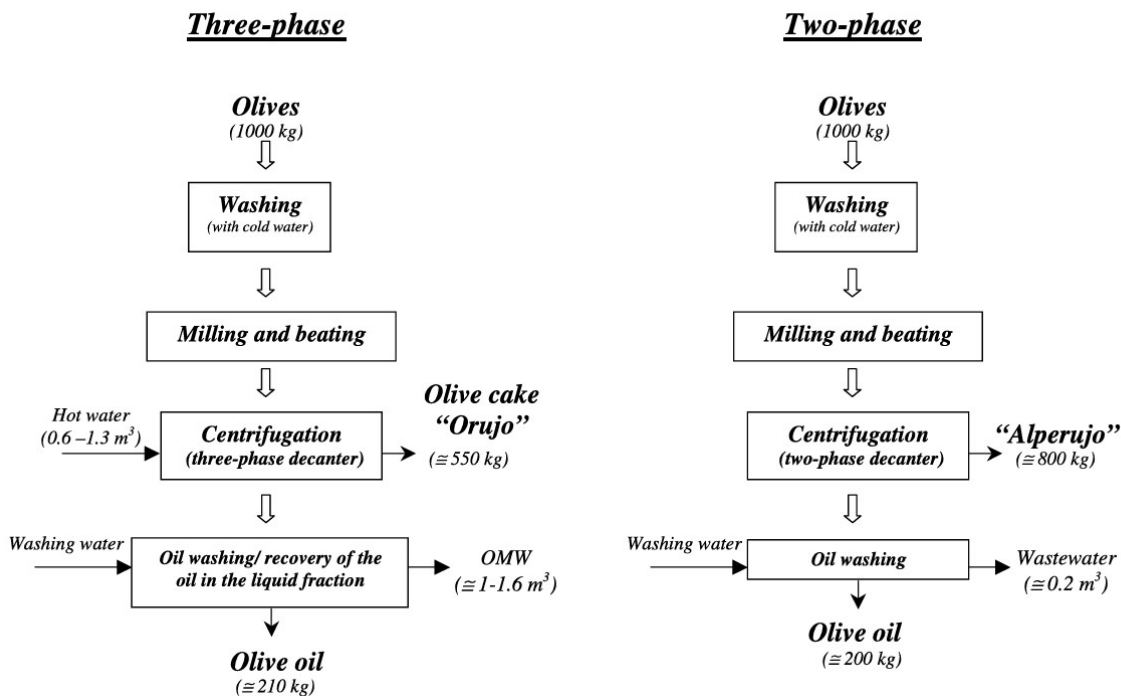 Three-phase
Olives
(1000 kg)
Washing
(with cold water)
Milling and beating
Hot water
(0.6 –1.3 m³)
Centrifugation
(three-phase decanter)
Olive cake
“Orujo”
(≅550 kg)
Washing water
Oil washing/ recovery of the
oil in the liquid fraction
OMW
(≅1-1.6 m³)
Olive oil
(≅210 kg)
Two-phase
Olives
(1000 kg)
Washing
(with cold water)
Milling and beating
Centrifugation
(two-phase decanter)
“Alperujo”
(≅800 kg)
Washing water
Oil washing
Wastewater
(≅0.2 m³)
Olive oil
(≅200 kg)